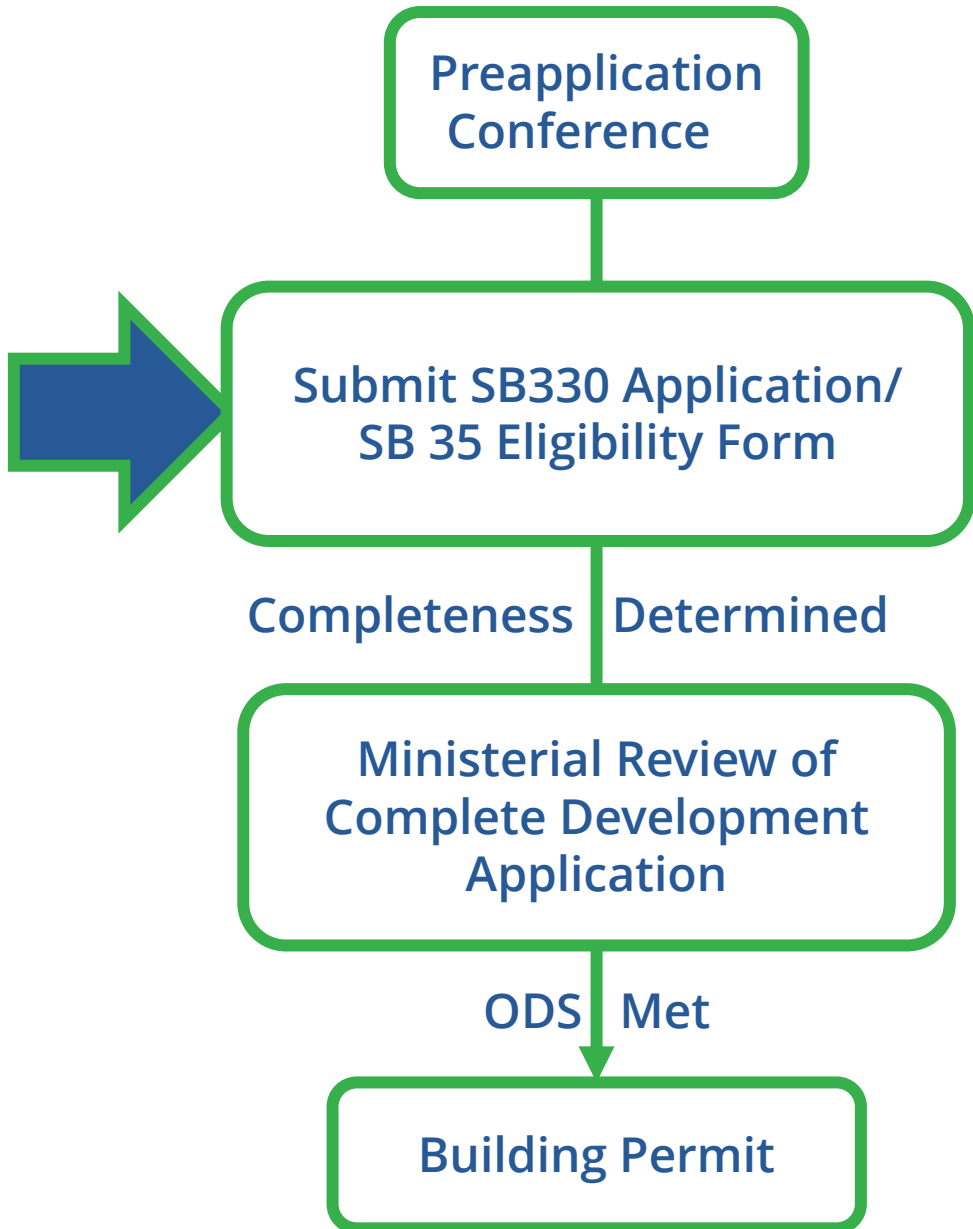 Preapplication
Conference
Submit SB330 Application/
SB 35 Eligibility Form
Completeness Determined
Ministerial Review of
Complete Development
Application
ODS Met
Building Permit